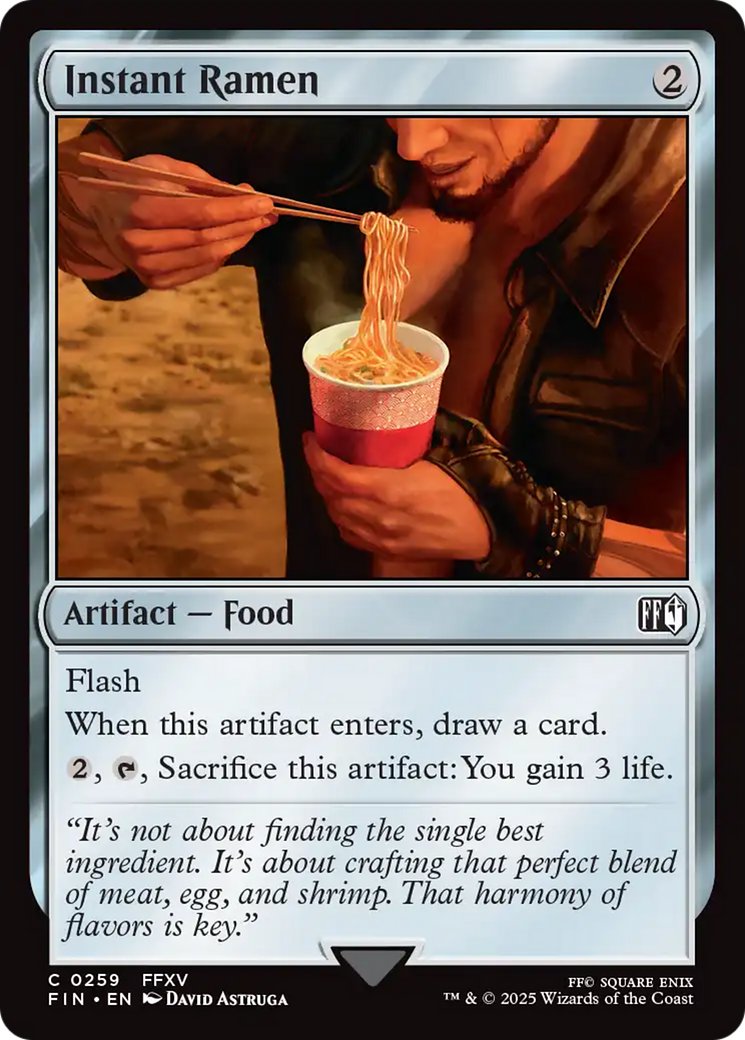 Instant Ramen 2
Artifact — Food FF
Flash
When this artifact enters, draw a card.
2, , Sacrifice this artifact: You gain 3 life.
“It’s not about finding the single best
ingredient. It’s about crafting that perfect blend
of meat, egg, and shrimp. That harmony of
flavors is key.”
C 0259 FFXV
FIN • EN David Astruga
FF© SQUARE ENIX
™ & © 2025 Wizards of the Coast